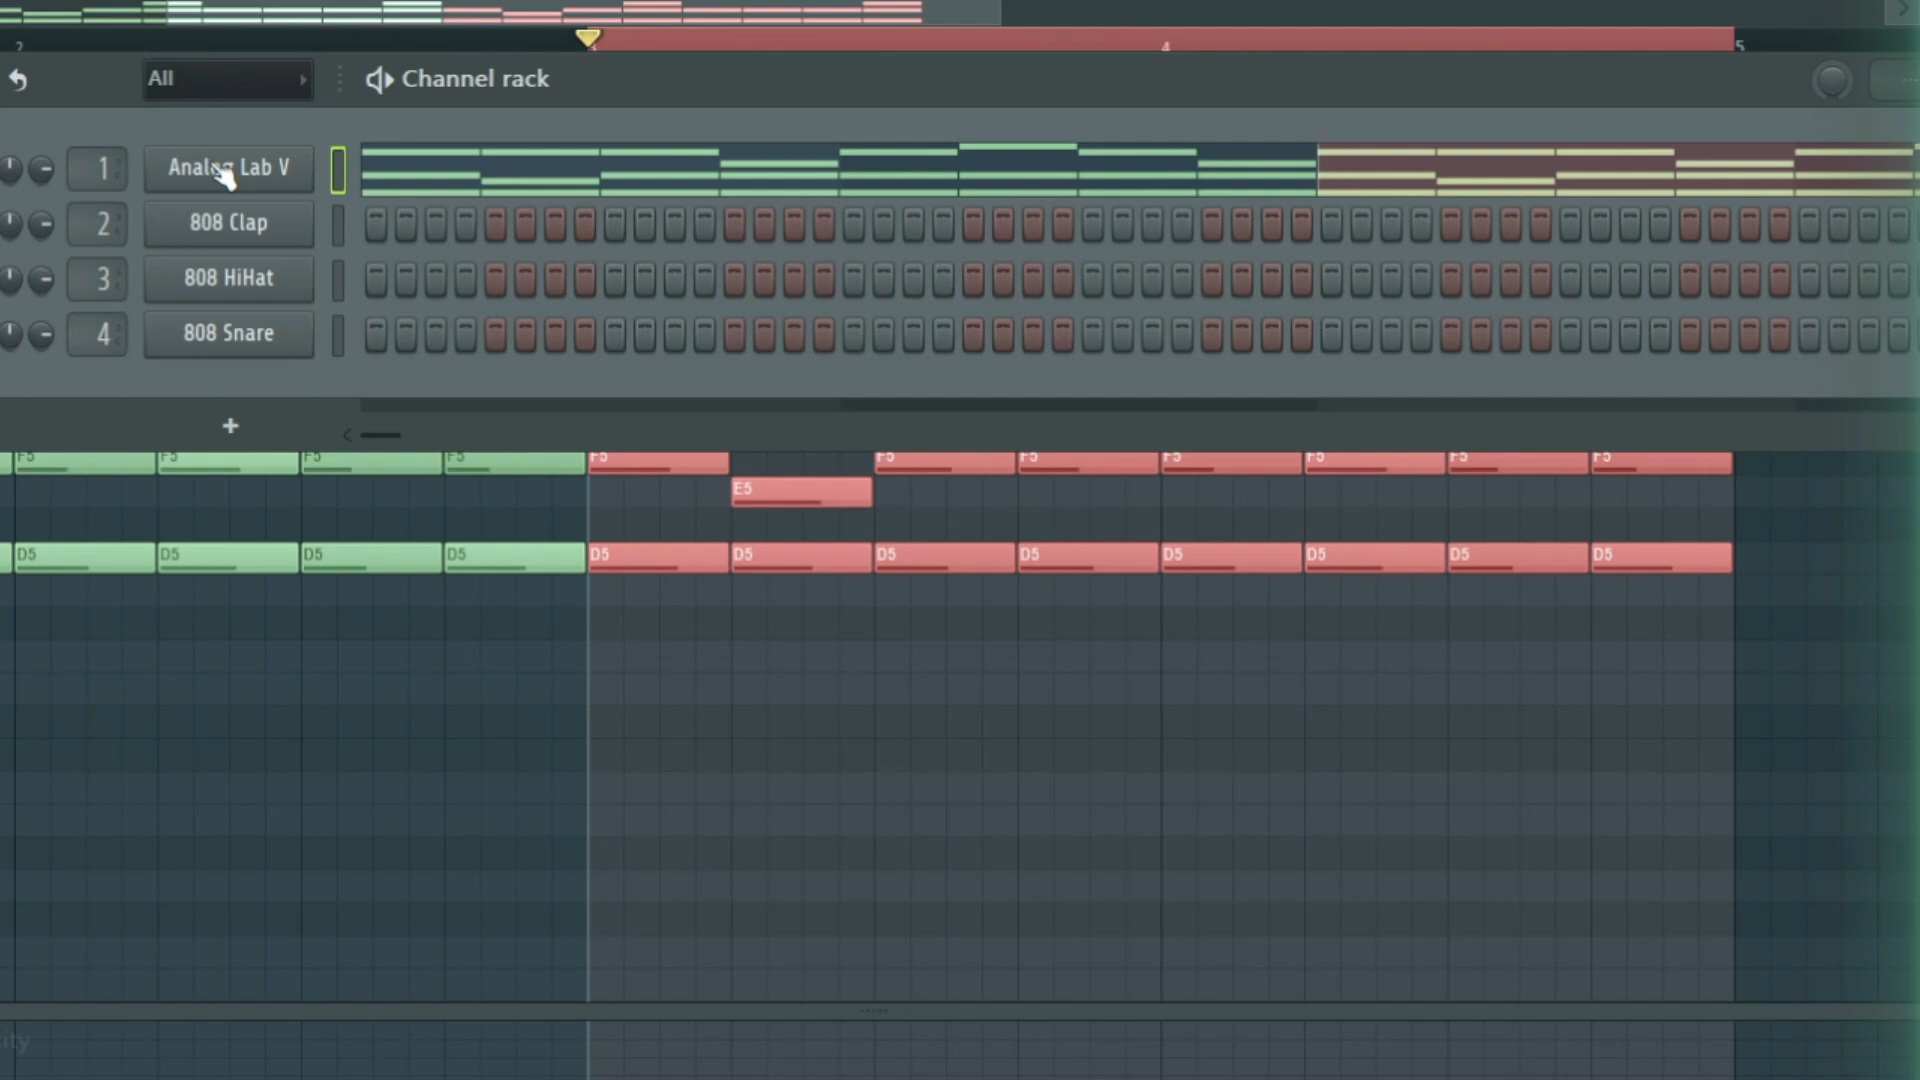 2 3 4 5
All Channel rack
1 Analog Lab V
2 808 Clap
3 808 HiHat
4 808 Snare
+
F5 F5 F5 F5 F5 F5 F5 F5 F5 F5 F5
E5
D5 D5 D5 D5 D5 D5 D5 D5 D5 D5 D5 D5